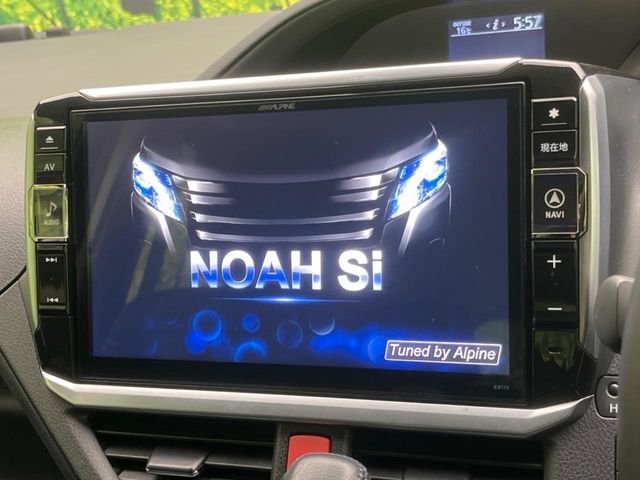 OUTSIDE
16℃
5:57
ALPINE
AV
AUDIO
現在地
NAVI
NOAH Si
Tuned by Alpine
EX11V
H